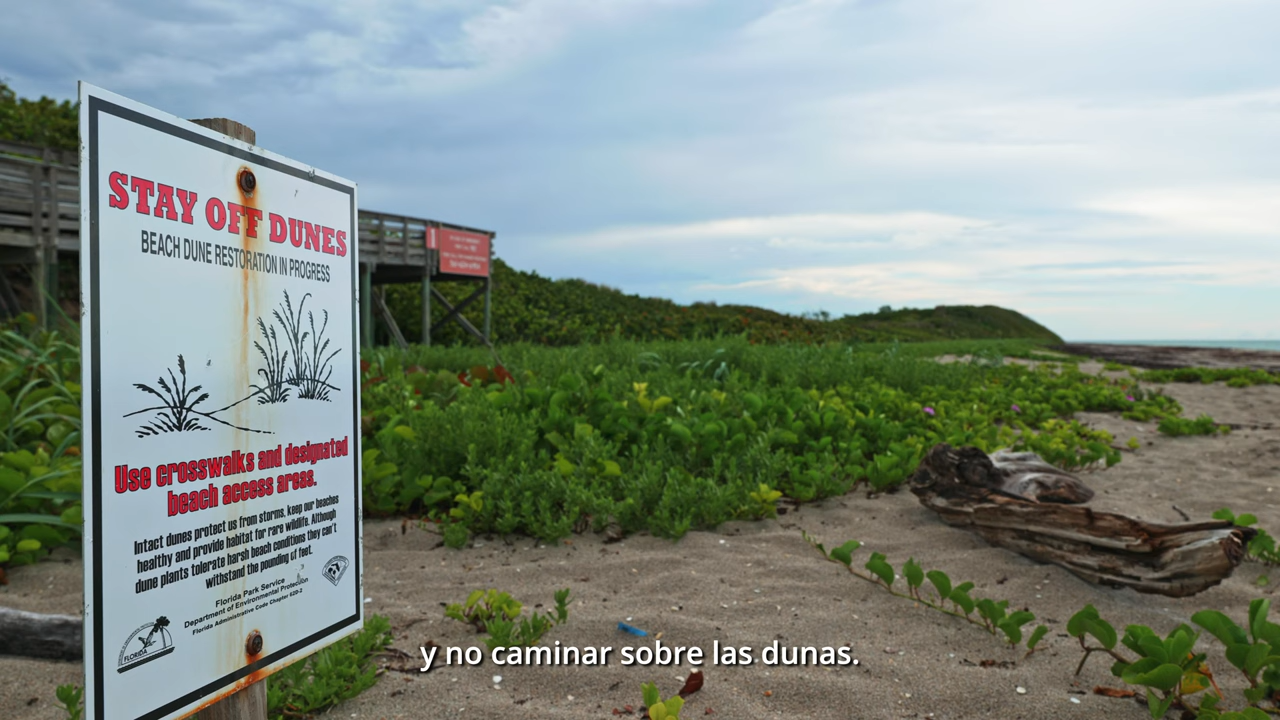 STAY OFF DUNES
BEACH DUNE RESTORATION IN PROGRESS
Use crosswalks and designated
beach access areas.
Intact dunes protect us from storms, keep our beaches
healthy and provide habitat for rare wildlife. Although
dune plants tolerate harsh beach conditions they can't
withstand the pounding of feet.
Florida Park Service
Department of Environmental Protection
Florida Administrative Code Chapter 62D-2
FLORIDA
y no caminar sobre las dunas.